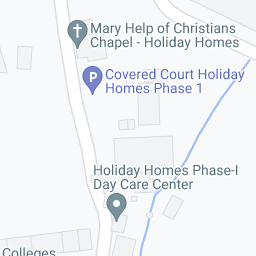 Mary Help of Christians
Chapel - Holiday Homes
P
Covered Court Holiday
Homes Phase 1
Holiday Homes Phase-I
Day Care Center
Colleges